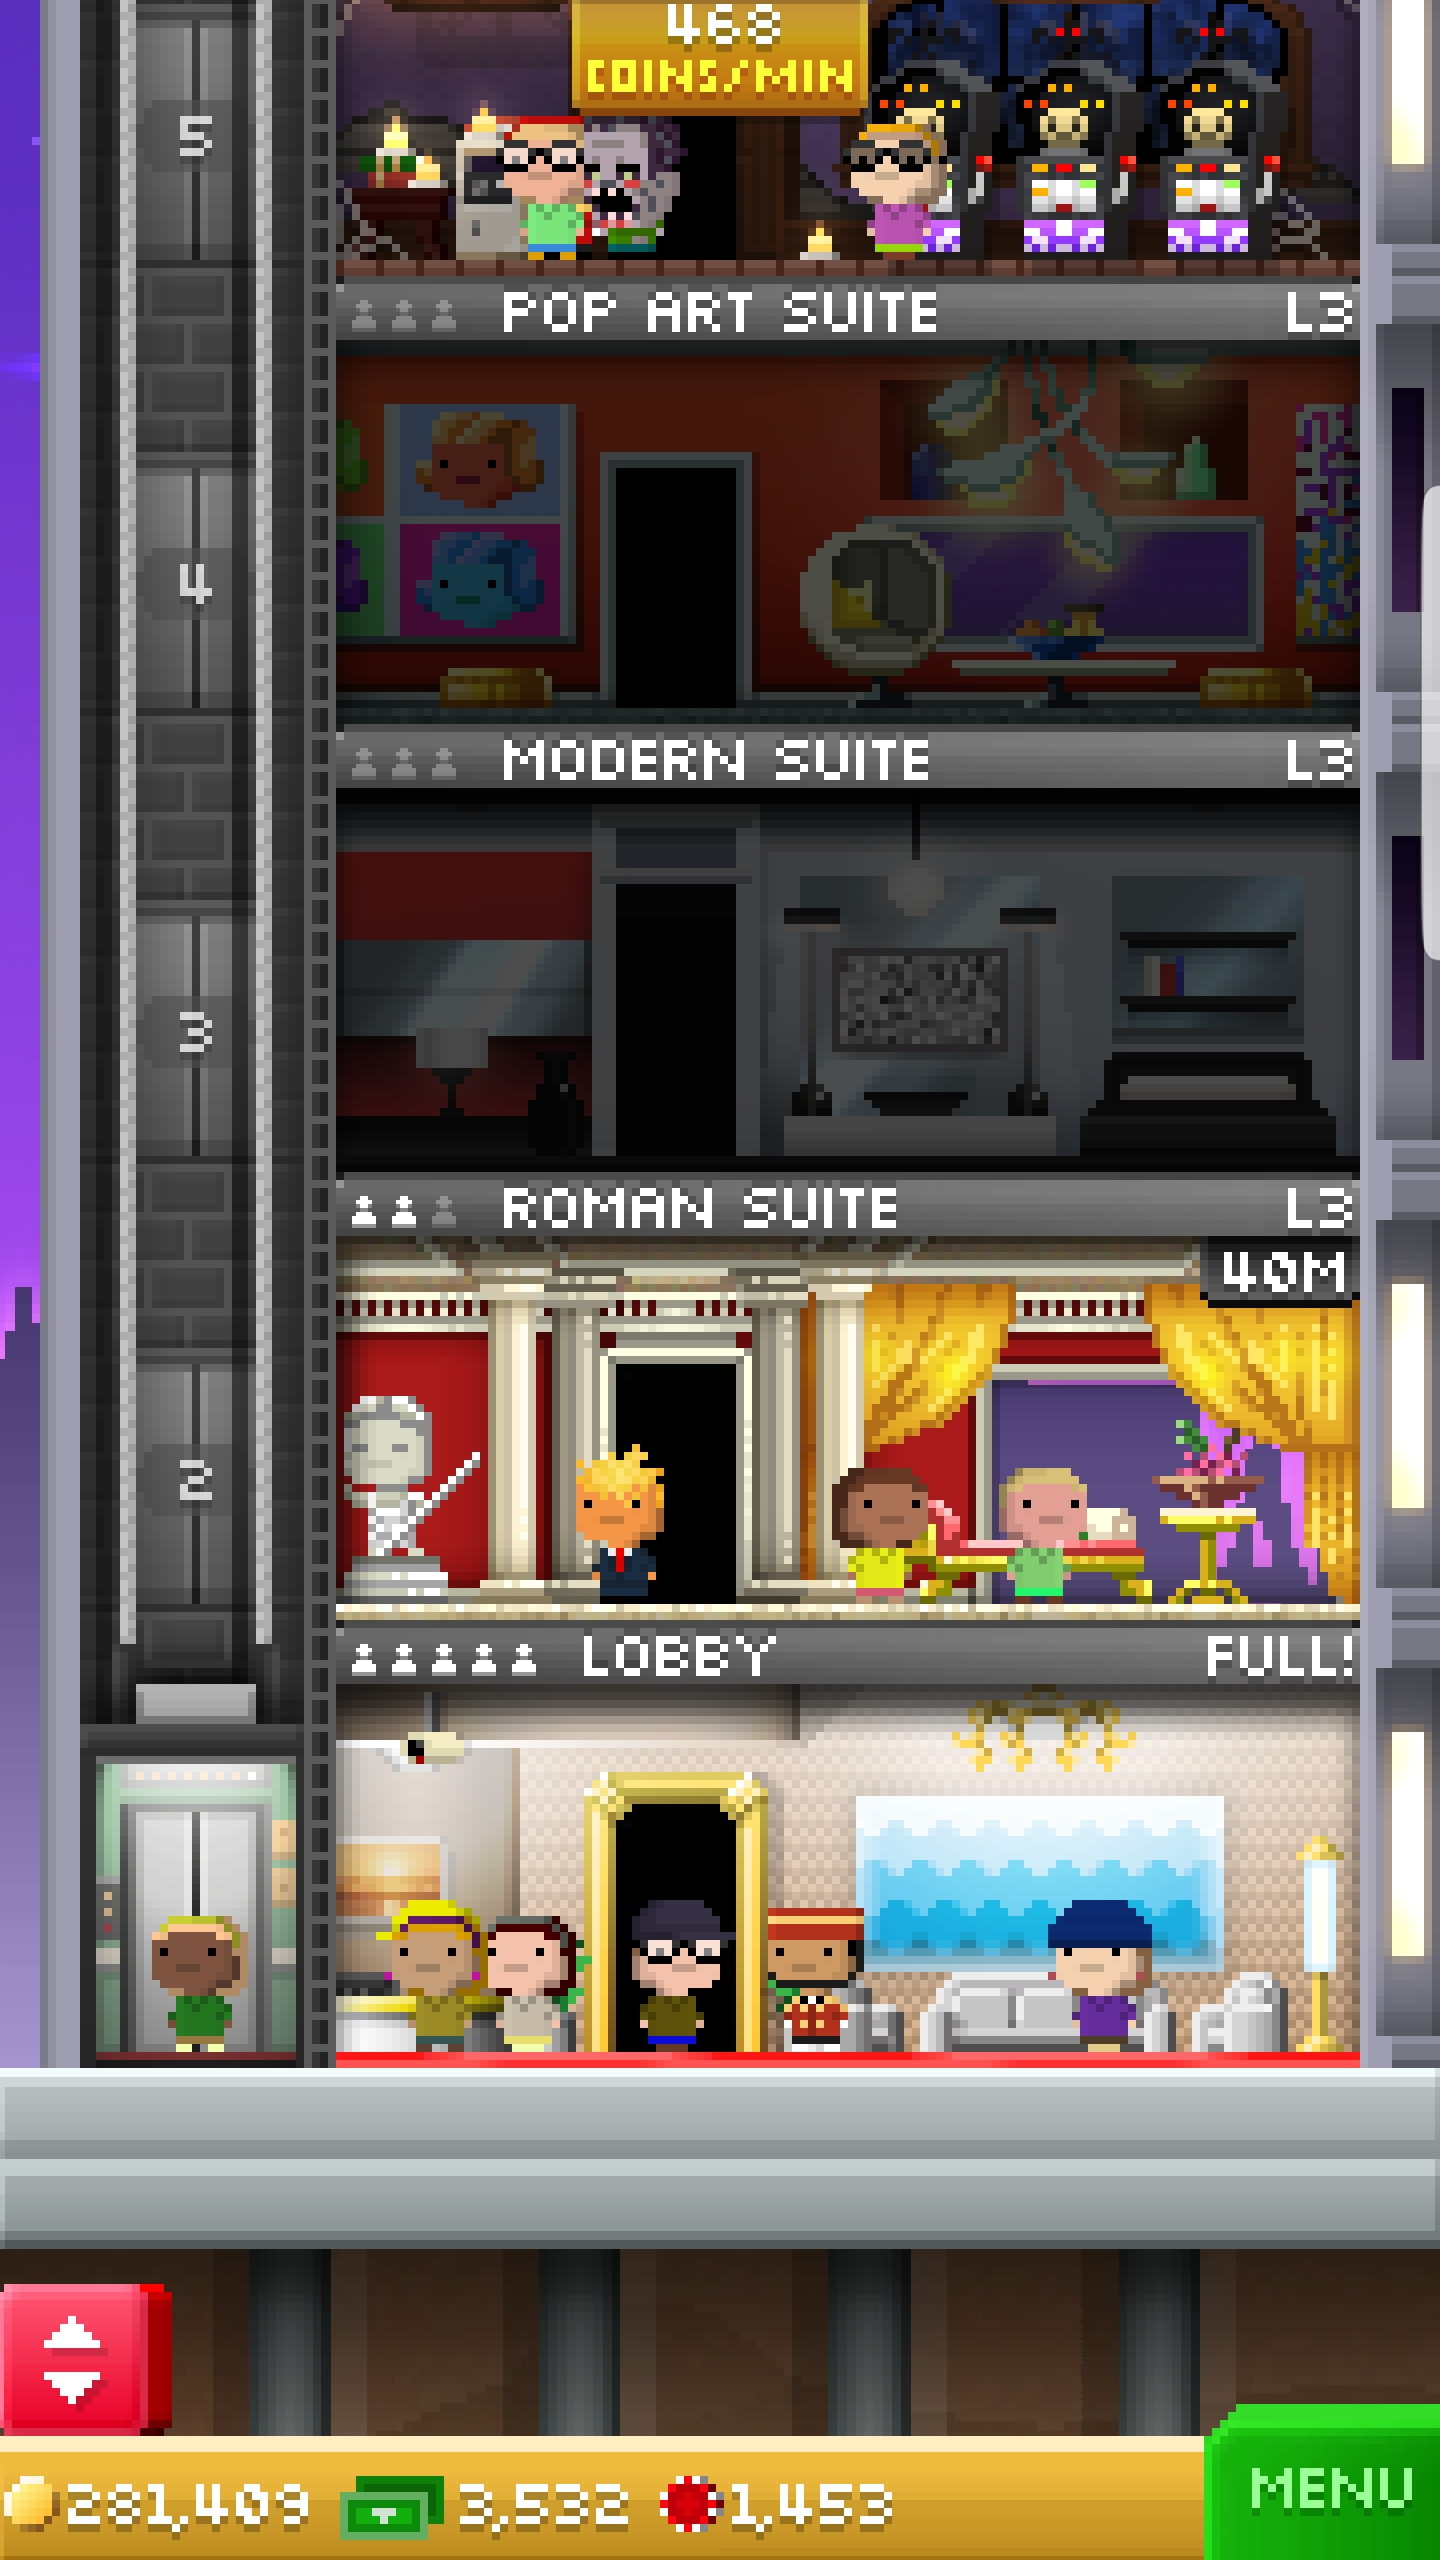 468
COINS/MIN
5
POP ART SUITE L3
4
MODERN SUITE L3
3
ROMAN SUITE L3
40M
2
LOBBY FULL!
281,409 3,532 1,453
MENU